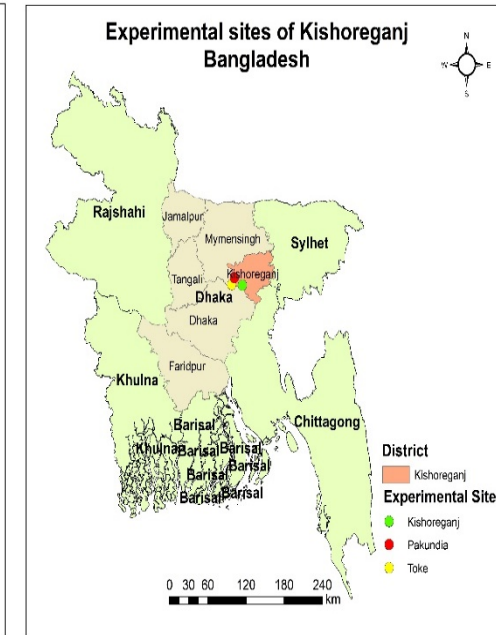 Experimental sites of Kishoreganj
Bangladesh
N
W E
S
Rajshahi
Jamalpur
Mymensingh
Sylhet
Tangali
Kishoreganj
Dhaka
Dhaka
Faridpur
Khulna
Barisal
Chittagong
Khulna
Barisal
Barisal
Barisal
Barisal
Barisal
Barisal
District
Kishoreganj
Experimental Site
Kishoreganj
Pakundia
Toke
0 30 60 120 180 240
km